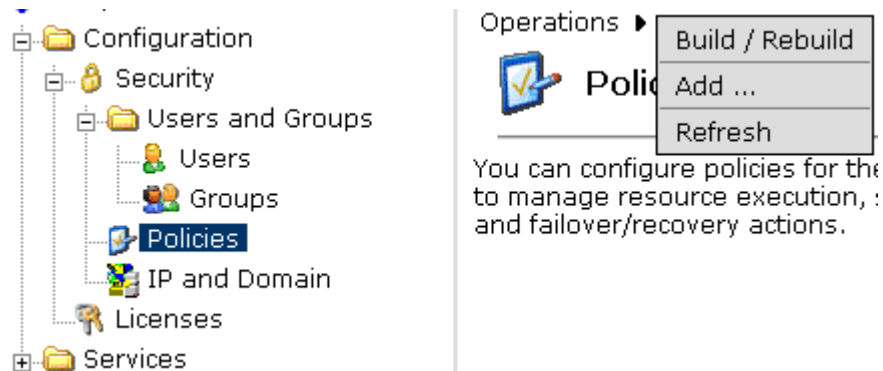 Configuration
Security
Users and Groups
Users
Groups
Policies
IP and Domain
Licenses
Services
Operations
Build / Rebuild
Add ...
Refresh
You can configure policies for the
to manage resource execution,
and failover/recovery actions.